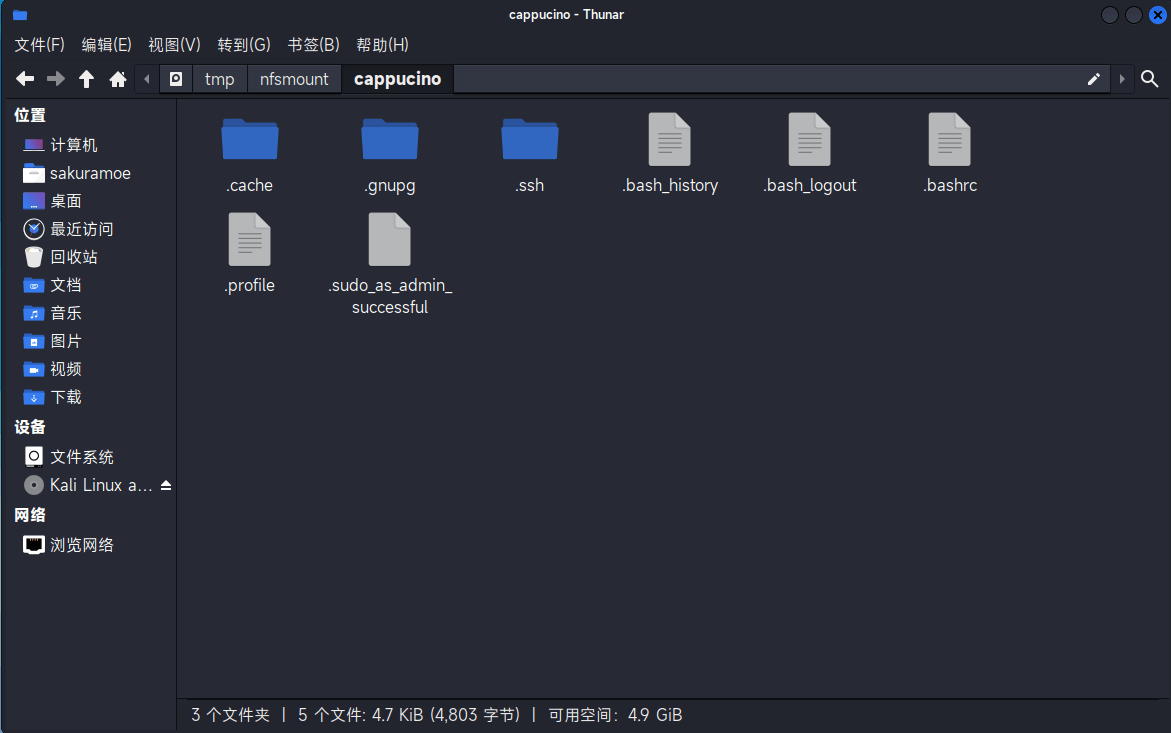 cappucino - Thunar
文件(F) 编辑(E) 视图(V) 转到(G) 书签(B) 帮助(H)
tmp nfsmount cappucino
位置
计算机
sakuramoe
桌面
最近访问
回收站
文档
音乐
图片
视频
下载
设备
文件系统
Kali Linux a...
网络
浏览网络
.cache .gnupg .ssh .bash_history .bash_logout .bashrc
.profile .sudo_as_admin_
successful
3 个文件夹 | 5 个文件: 4.7 KiB (4,803 字节) | 可用空间: 4.9 GiB